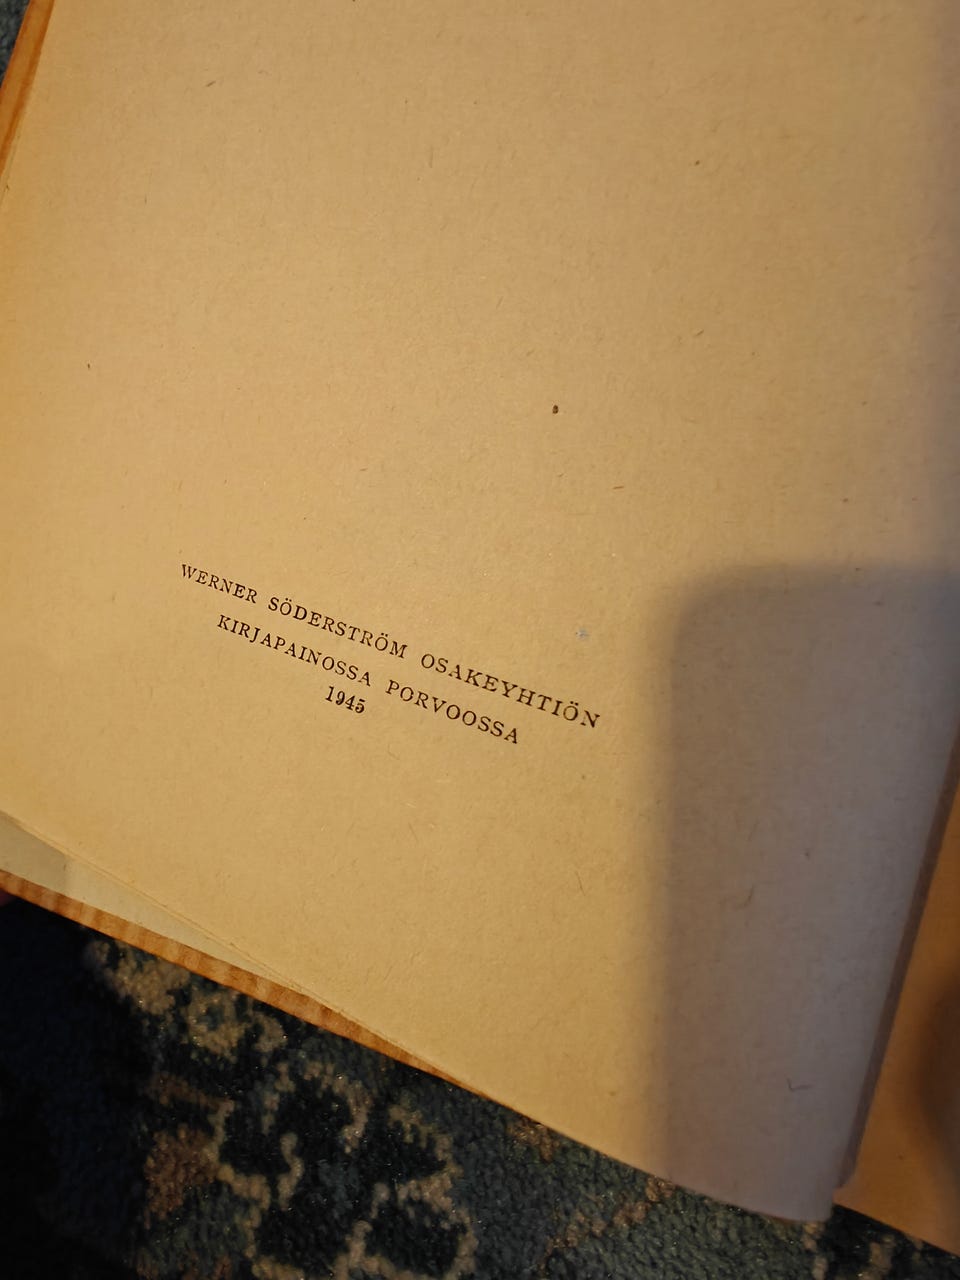 WERNER SÖDERSTRÖM OSAKEYHTIÖN
KIRJAPAINOSSA PORVOOSSA
1945